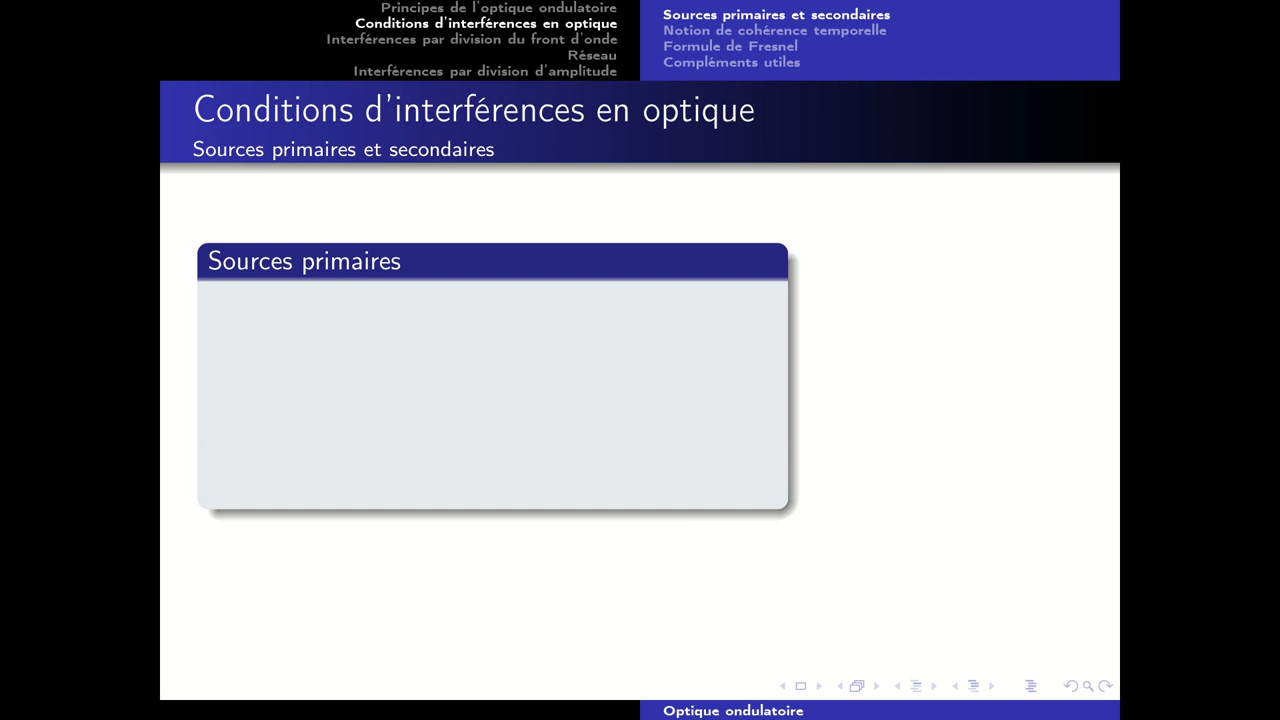 Principes de l'optique ondulatoire
Conditions d'interférences en optique
Interférences par division du front d'onde
Réseau
Interférences par division d'amplitude
Sources primaires et secondaires
Notion de cohérence temporelle
Formule de Fresnel
Compléments utiles
Conditions d'interférences en optique
Sources primaires et secondaires
Sources primaires
Optique ondulatoire